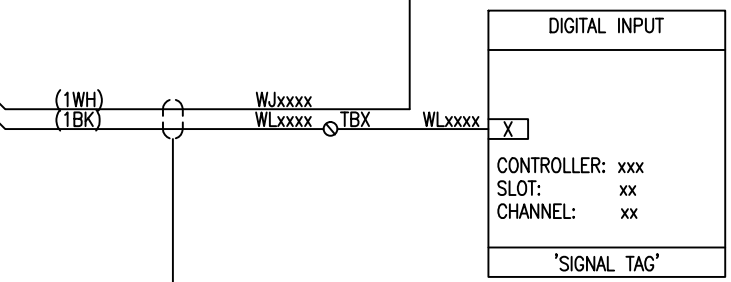 DIGITAL INPUT
(1WH) WJxxxx
(1BK) WLxxxx TBX WLxxxx X
CONTROLLER: xxx
SLOT: xx
CHANNEL: xx
'SIGNAL TAG'